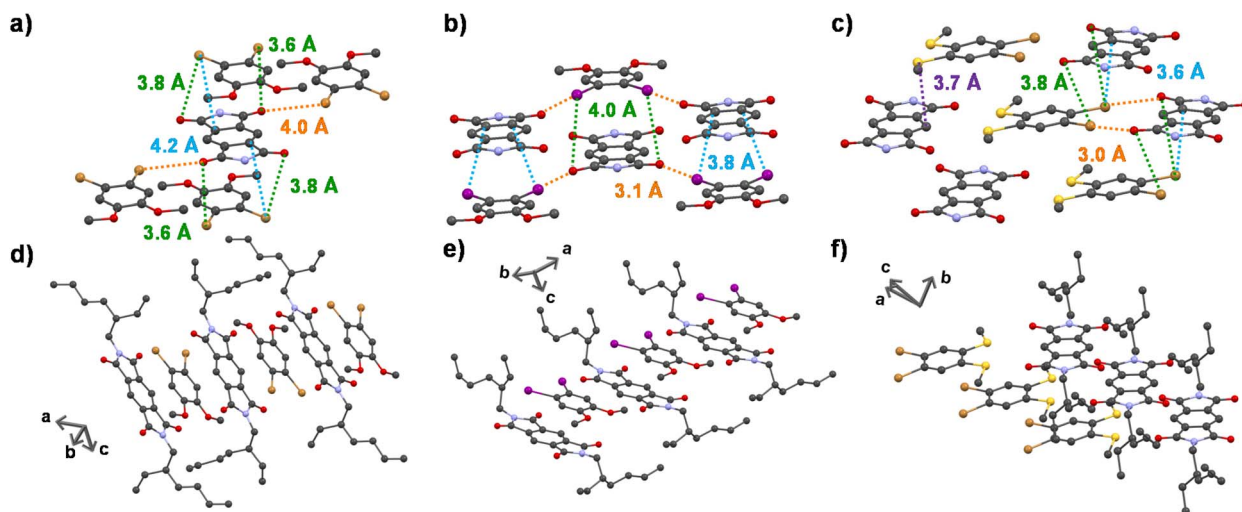 a)
3.6 Å
3.8 Å
4.0 Å
4.2 Å
3.8 Å
3.6 Å
b)
4.0 Å
3.8 Å
3.1 Å
c)
3.7 Å
3.8 Å
3.6 Å
3.0 Å
d)
a
b
c
e)
a
b
c
f)
c
a
b